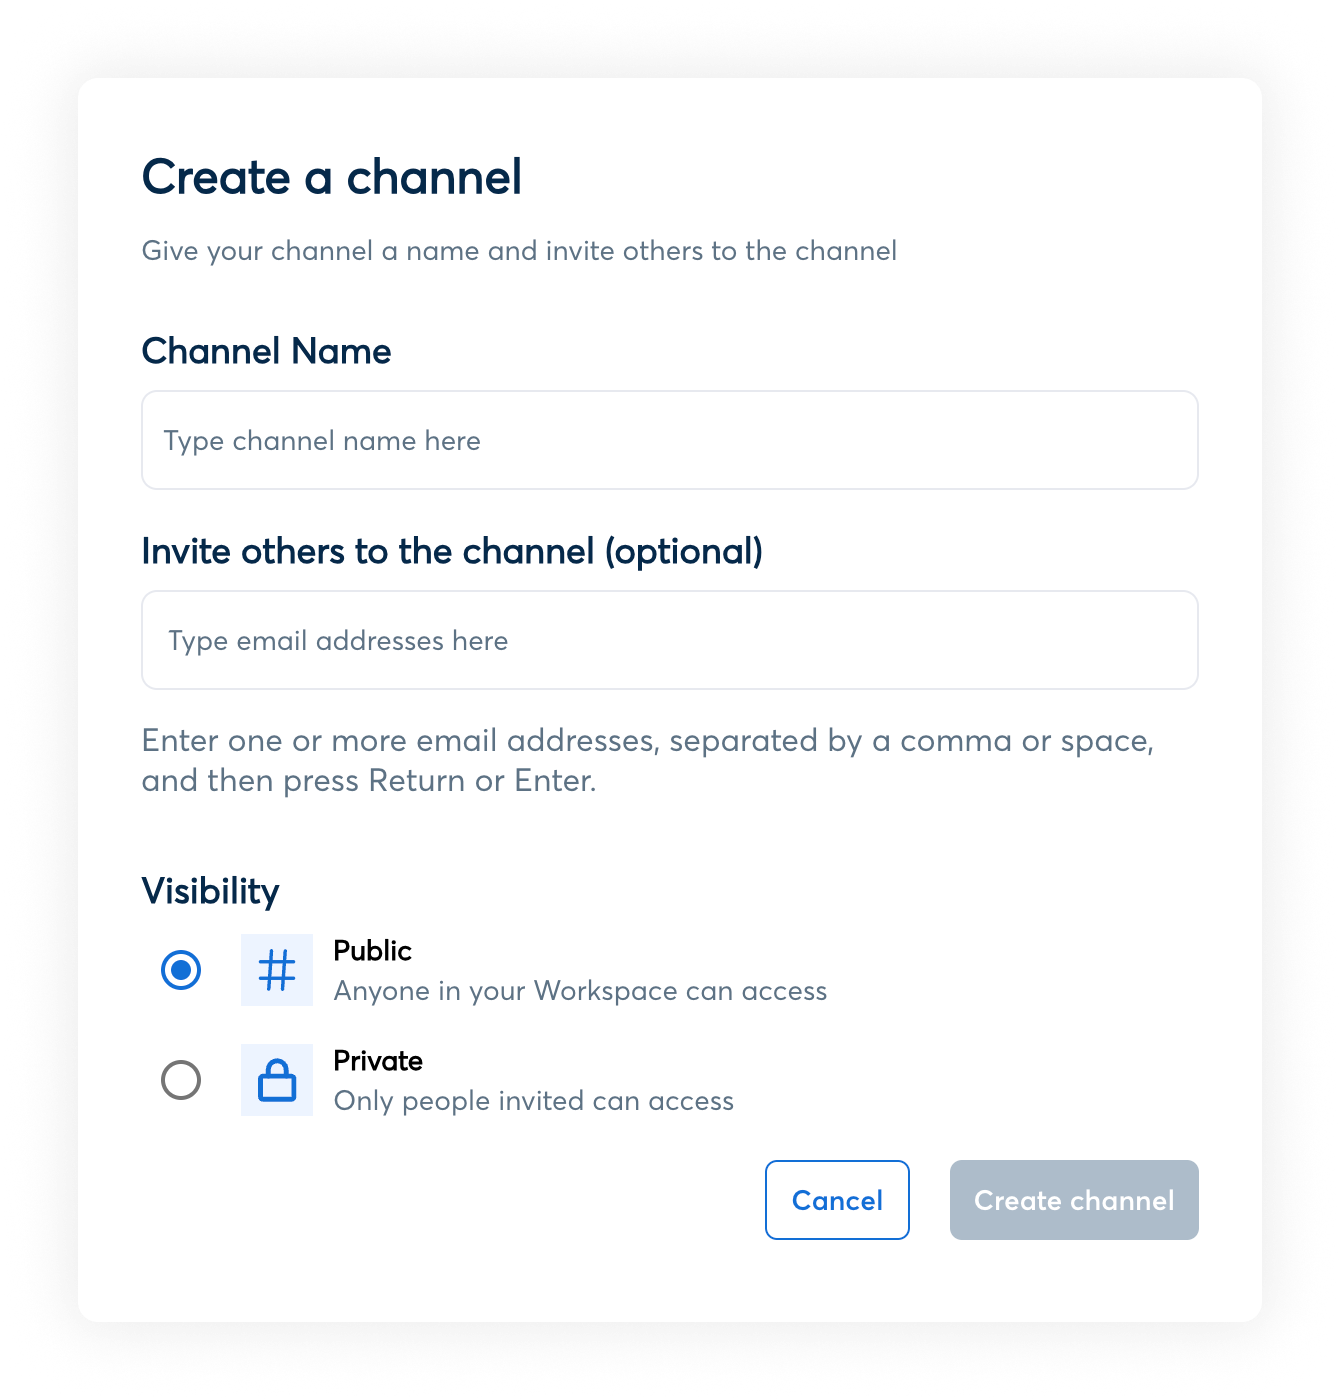 Create a channel
Give your channel a name and invite others to the channel
Channel Name
Type channel name here
Invite others to the channel (optional)
Type email addresses here
Enter one or more email addresses, separated by a comma or space,
and then press Return or Enter.
Visibility
Public
Anyone in your Workspace can access
Private
Only people invited can access
Cancel
Create channel